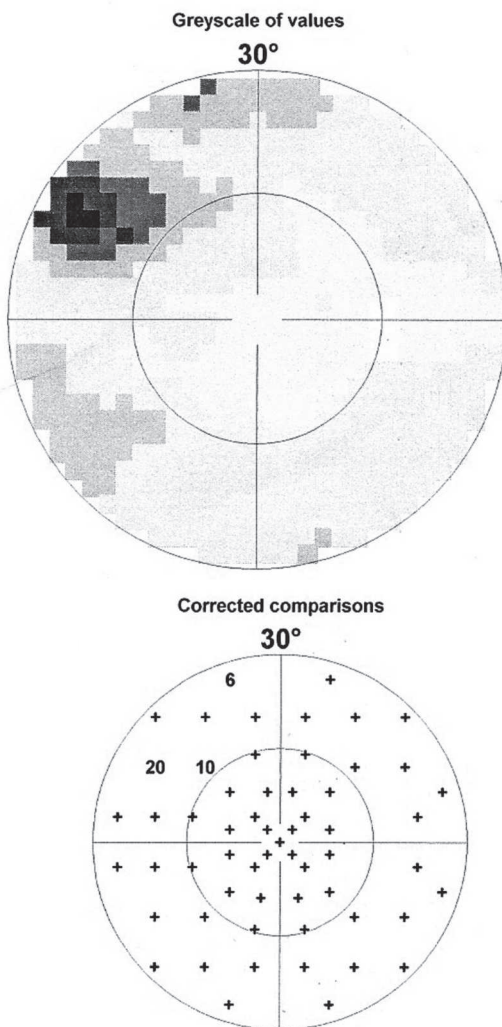 Greyscale of values
30°
Corrected comparisons
30°
6
+
+ + + + + +
+ +
20 10 + +
+ + + + +
+ + + + + +
+ + + +
+
+ + + +
+ + + + + +
+ + + + +
+ + + +
+ +
+ + + + + +
+ +